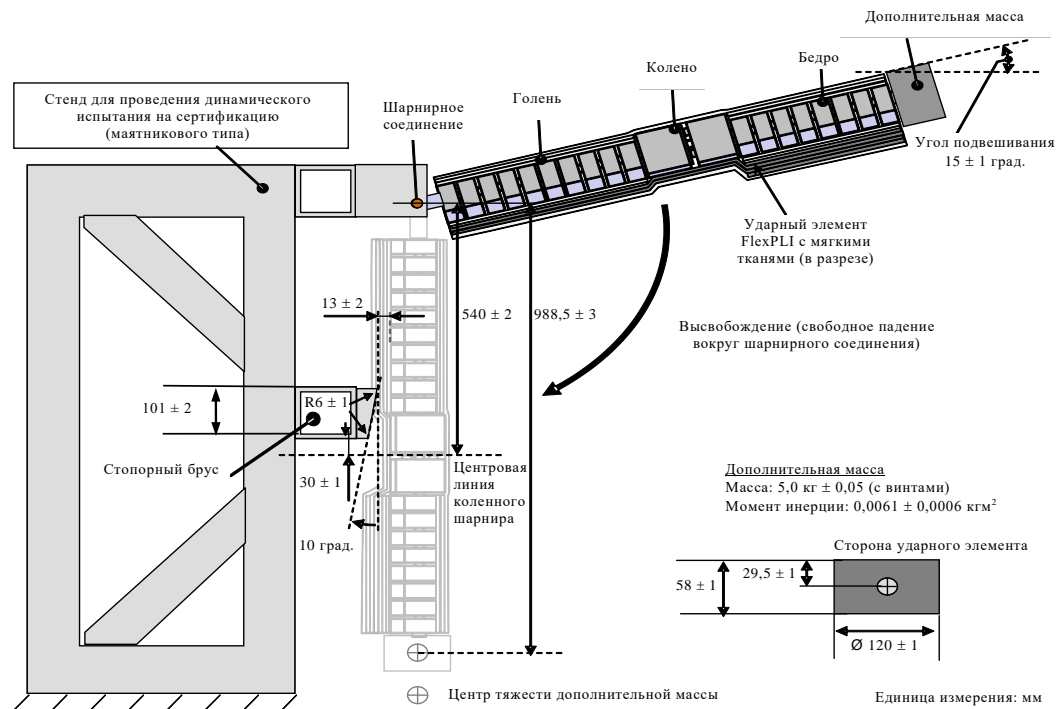 Дополнительная масса
Бедро
Колено
Голень
Стенд для проведения динамического
испытания на сертификацию
(маятникового типа)
Шарнирное
соединение
Угол подвешивания
15 ± 1 град.
Ударный элемент
FlexPLI с мягкими
тканями (в разрезе)
13 ± 2
540 ± 2
988,5 ± 3
Высвобождение (свободное падение
вокруг шарнирного соединения)
101 ± 2
R6 ± 1
Стопорный брус
30 ± 1
Центровая
линия
коленного
шарнира
10 град.
Дополнительная масса
Масса: 5,0 кг ± 0,05 (с винтами)
Момент инерции: 0,0061 ± 0,0006 кгм²
Сторона ударного элемента
58 ± 1
29,5 ± 1
Ø 120 ± 1
Центр тяжести дополнительной массы
Единица измерения: мм